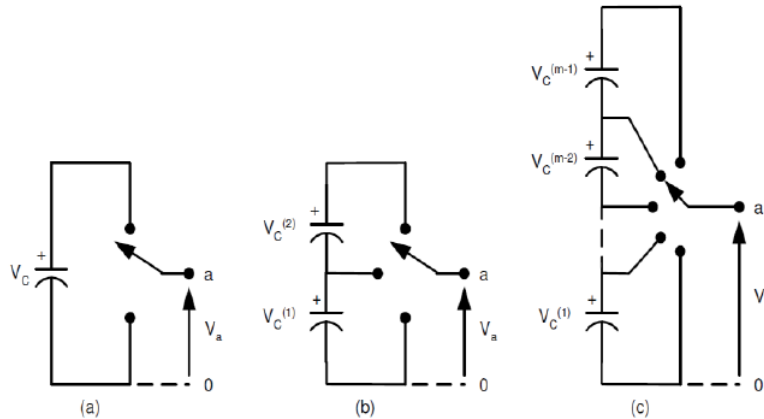 +
V_C
a
V_a
0
(a)
+
V_C^(2)
+
V_C^(1)
a
V_a
0
(b)
+
V_C^(m-1)
+
V_C^(m-2)
+
V_C^(1)
a
V
0
(c)